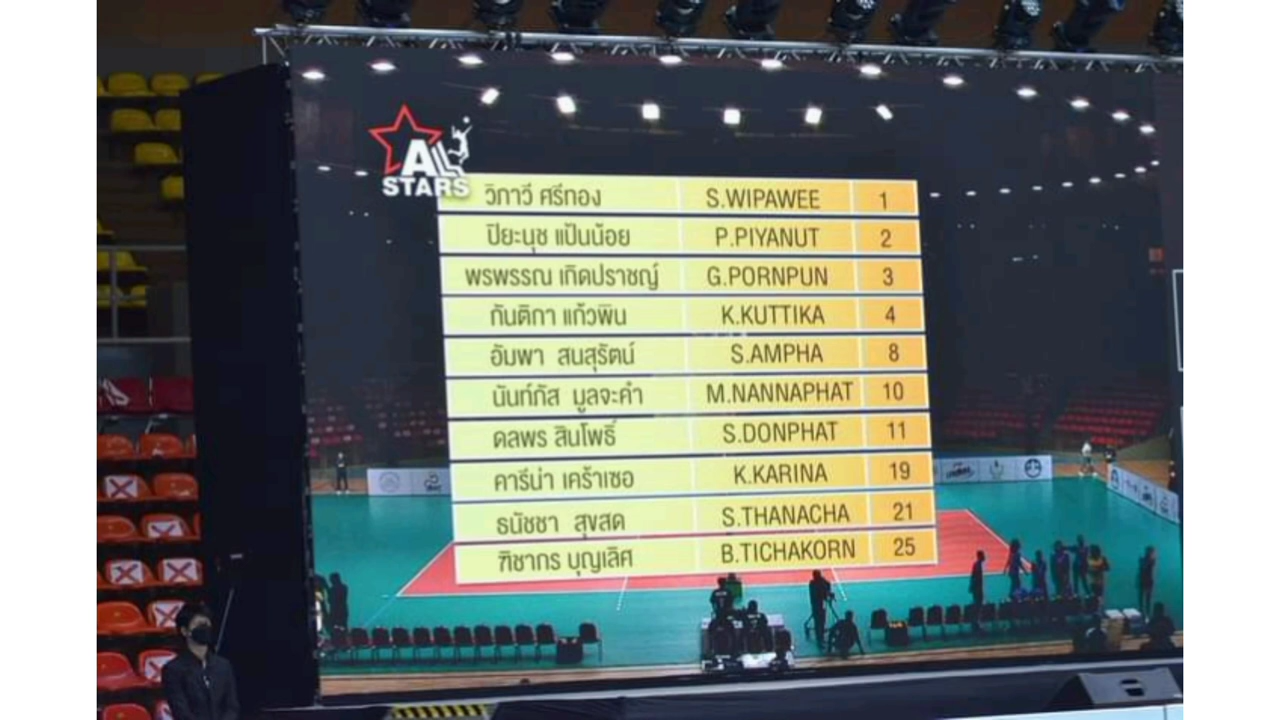 ALL
STARS
วิภาวี ศรีทอง S.WIPAWEE 1
ปิยะนุช แป้นน้อย P.PIYANUT 2
พรพรรณ เกิดปราชญ์ G.PORNPUN 3
กันติกา แก้วพิน K.KUTTIKA 4
อัมพา สนสุรัตน์ S.AMPHA 8
นันท์ภัส มูลจะคำ M.NANNAPHAT 10
ดลพร สินโพธิ์ S.DONPHAT 11
คารีน่า เคร้าเซอ K.KARINA 19
ธนัชชา สุขสด S.THANACHA 21
ฑิชากร บุญเลิศ B.TICHAKORN 25